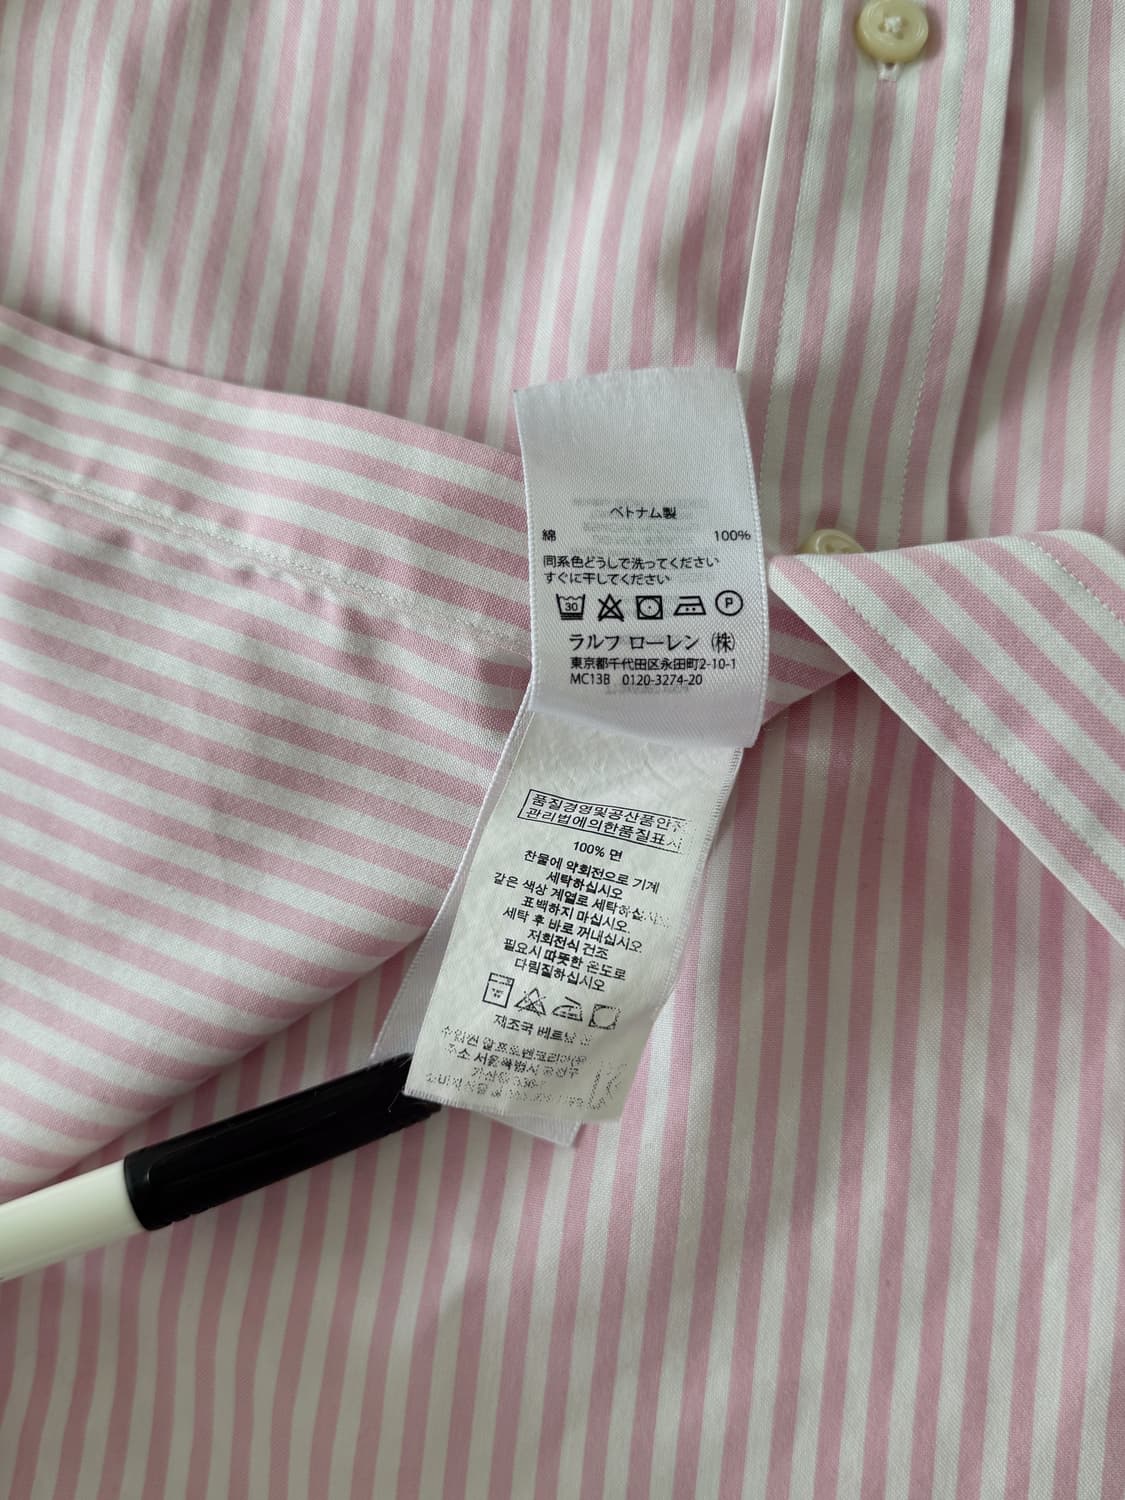 ベトナム製
綿 100%
同系色どうしで洗ってください
すぐに干してください
30 P
ラルフ ローレン (株)
東京都千代田区永田町2-10-1
MC13B 0120-3274-20
품질경영및공산품안전
관리법에의한품질표시
100% 면
찬물에 약회전으로 기계
세탁하십시오
같은 색상 계열로 세탁하십시오
표백하지 마십시오
세탁 후 바로 꺼내십시오
저회전식 건조
필요시 따뜻한 온도로
다림질하십시오
제조국 베트남
주소 서울특별시